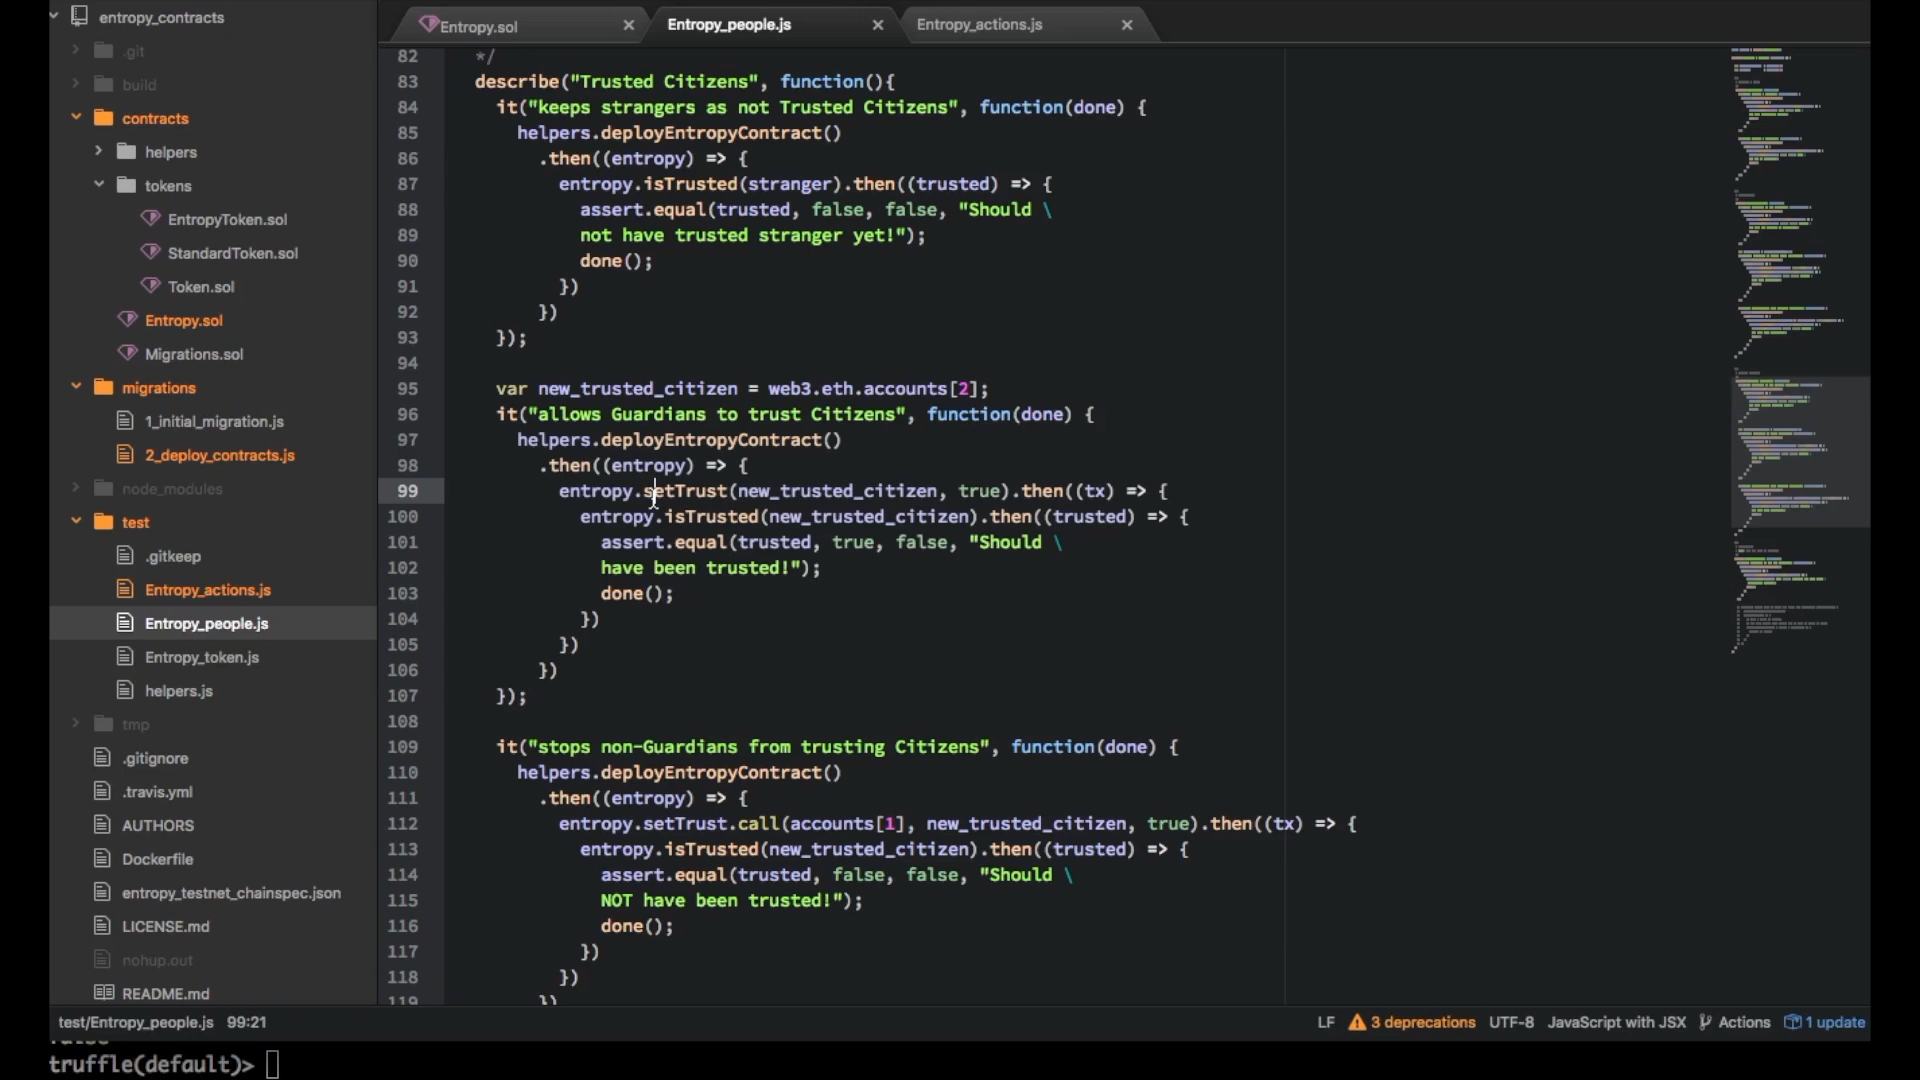 entropy_contracts
.git
build
contracts
helpers
tokens
EntropyToken.sol
StandardToken.sol
Token.sol
Entropy.sol
Migrations.sol
migrations
1_initial_migration.js
2_deploy_contracts.js
node_modules
test
.gitkeep
Entropy_actions.js
Entropy_people.js
Entropy_token.js
helpers.js
tmp
.gitignore
.travis.yml
AUTHORS
Dockerfile
entropy_testnet_chainspec.json
LICENSE.md
nohup.out
README.md
Entropy.sol
Entropy_people.js
Entropy_actions.js
82 */
83 describe("Trusted Citizens", function(){
84 it("keeps strangers as not Trusted Citizens", function(done) {
85 helpers.deployEntropyContract()
86 .then((entropy) => {
87 entropy.isTrusted(stranger).then((trusted) => {
88 assert.equal(trusted, false, false, "Should \
89 not have trusted stranger yet!");
90 done();
91 })
92 })
93 });
94
95 var new_trusted_citizen = web3.eth.accounts[2];
96 it("allows Guardians to trust Citizens", function(done) {
97 helpers.deployEntropyContract()
98 .then((entropy) => {
99 entropy.setTrust(new_trusted_citizen, true).then((tx) => {
100 entropy.isTrusted(new_trusted_citizen).then((trusted) => {
101 assert.equal(trusted, true, false, "Should \
102 have been trusted!");
103 done();
104 })
105 })
106 })
107 });
108
109 it("stops non-Guardians from trusting Citizens", function(done) {
110 helpers.deployEntropyContract()
111 .then((entropy) => {
112 entropy.setTrust.call(accounts[1], new_trusted_citizen, true).then((tx) => {
113 entropy.isTrusted(new_trusted_citizen).then((trusted) => {
114 assert.equal(trusted, false, false, "Should \
115 NOT have been trusted!");
116 done();
117 })
118 })
119 })
test/Entropy_people.js 99:21
LF 3 deprecations UTF-8 JavaScript with JSX Actions 1 update
truffle(default)>